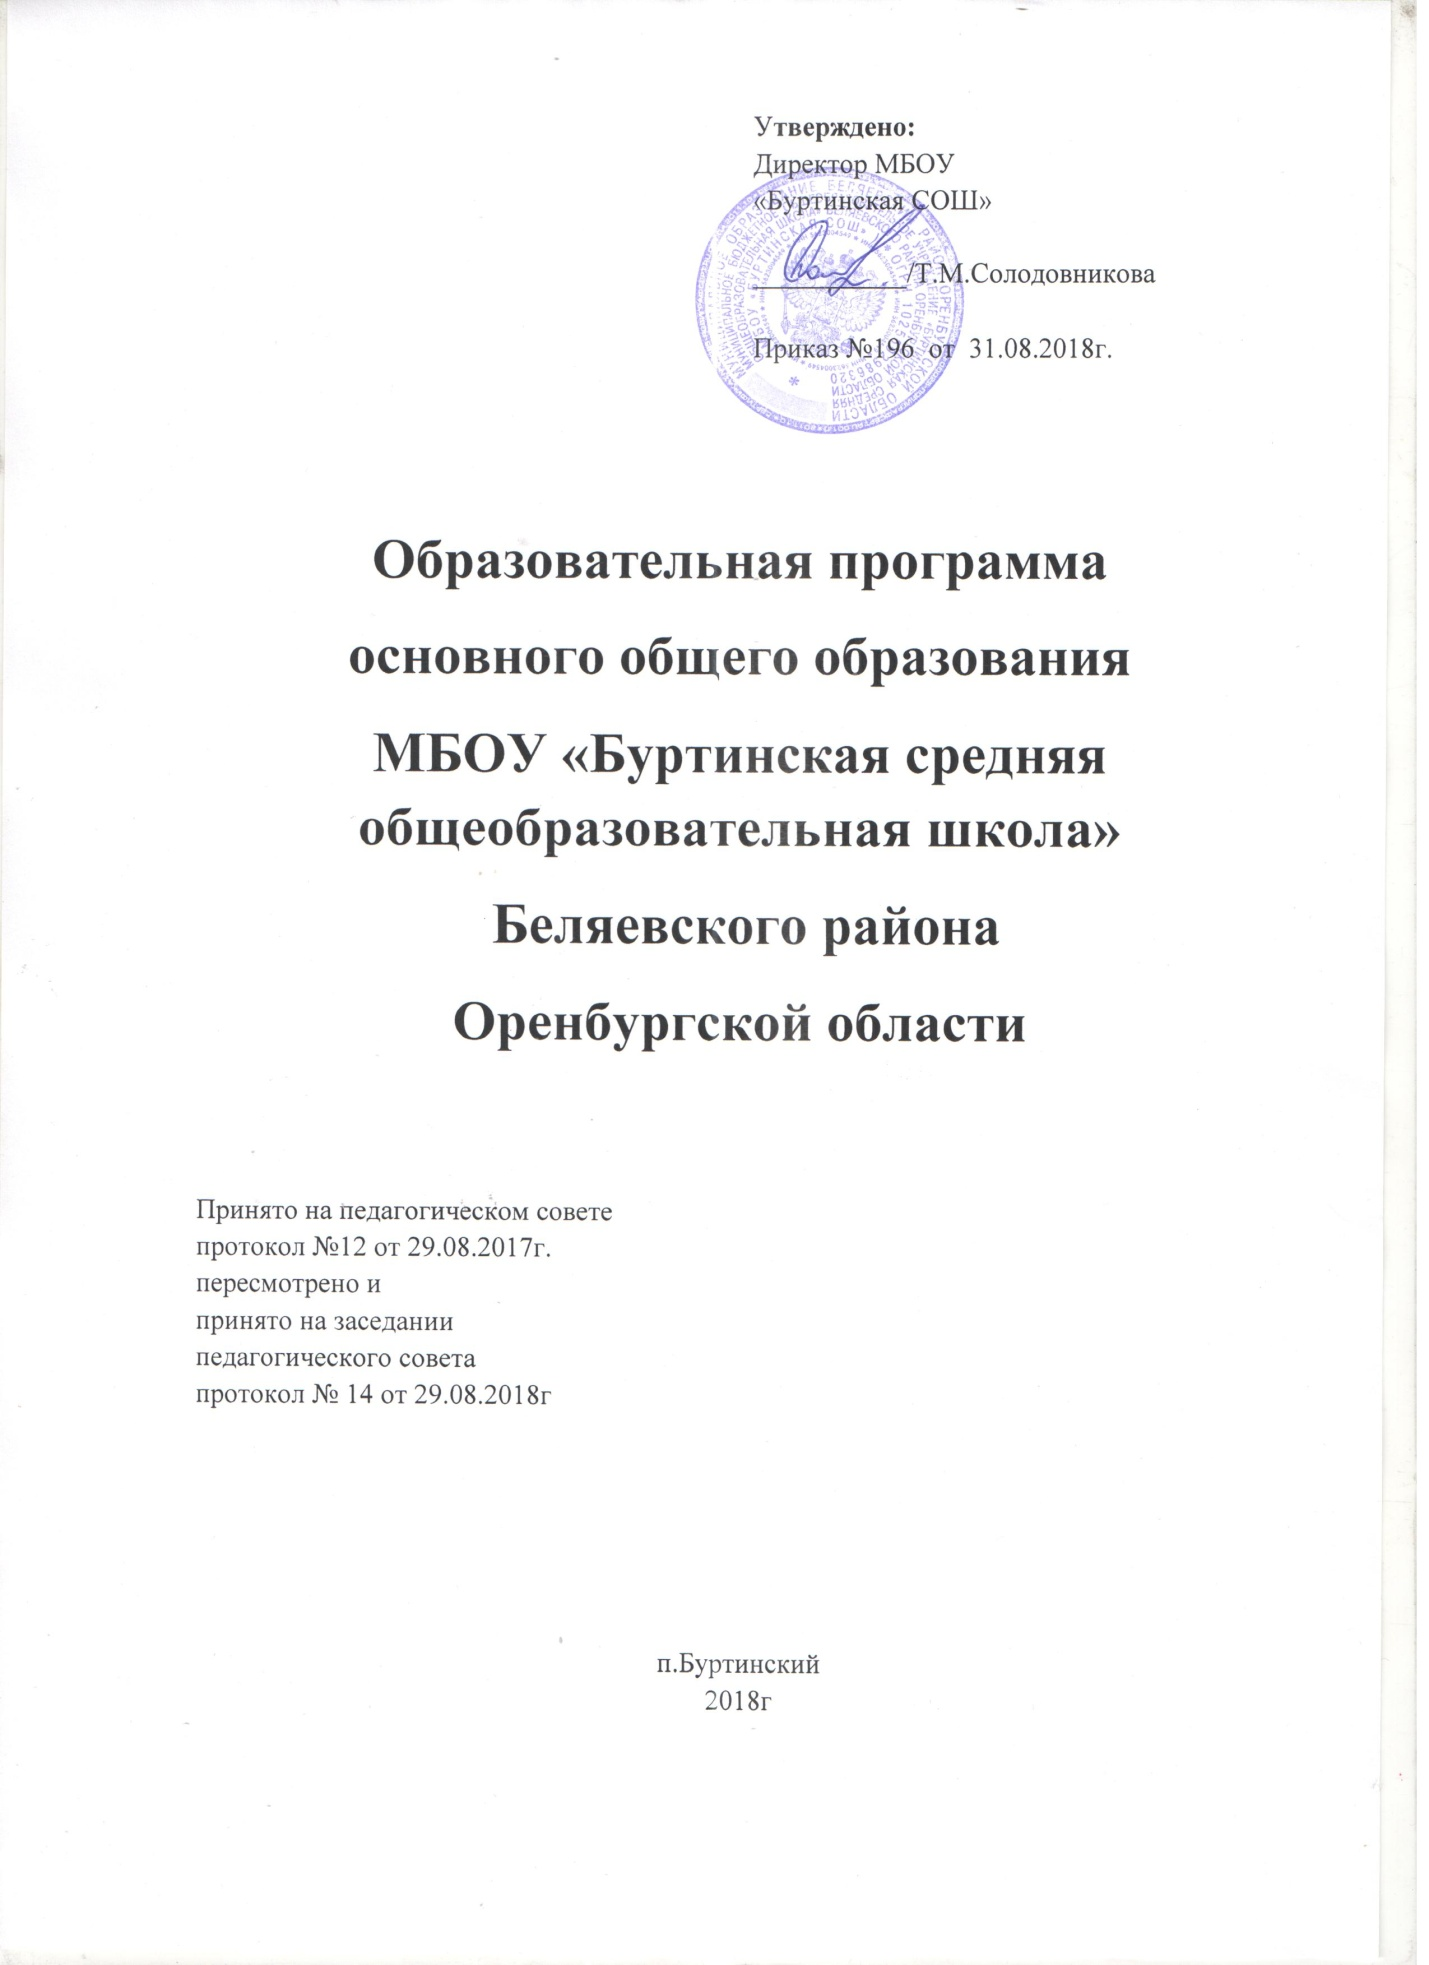 Утверждено:
Директор МБОУ
«Буртинская СОШ»
____________/Т.М.Солодовникова
Приказ №196 от 31.08.2018г.
Образовательная программа
основного общего образования
МБОУ «Буртинская средняя
общеобразовательная школа»
Беляевского района
Оренбургской области
Принято на педагогическом совете
протокол №12 от 29.08.2017г.
пересмотрено и
принято на заседании
педагогического совета
протокол № 14 от 29.08.2018г
п.Буртинский
2018г